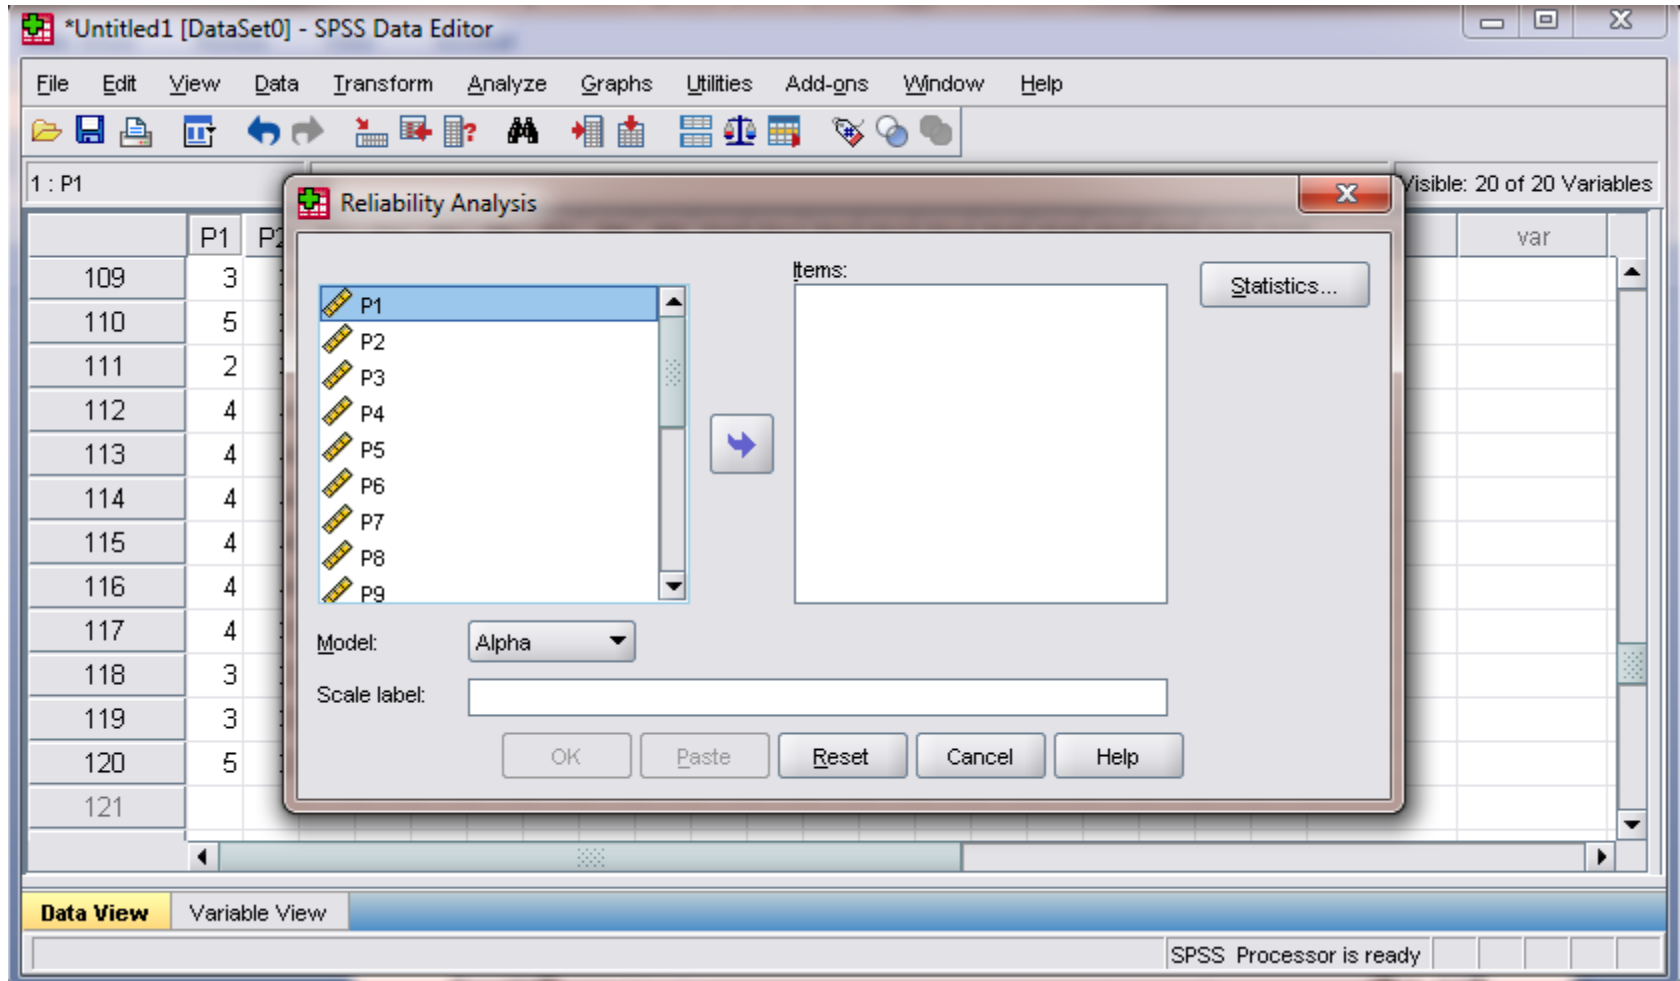 *Untitled1 [DataSet0] - SPSS Data Editor
File Edit View Data Transform Analyze Graphs Utilities Add-ons Window Help
1 : P1
Visible: 20 of 20 Variables
Reliability Analysis
P1 P2 var
109 3
110 5
111 2
112 4
113 4
114 4
115 4
116 4
117 4
118 3
119 3
120 5
121
Items:
Statistics...
P1
P2
P3
P4
P5
P6
P7
P8
P9
Model: Alpha
Scale label:
OK Paste Reset Cancel Help
Data View Variable View
SPSS Processor is ready